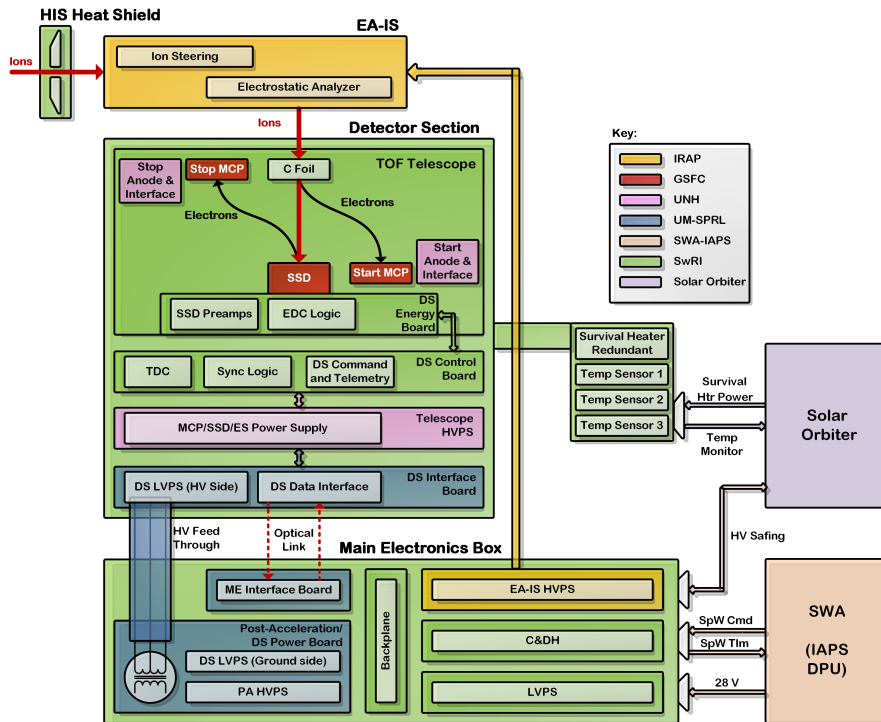 HIS Heat Shield
EA-IS
Ions
Ion Steering
Electrostatic Analyzer
Ions
Detector Section
TOF Telescope
Stop
Anode &
Interface
Stop MCP
C Foil
Electrons
Electrons
Start
Anode &
Interface
SSD
Start MCP
SSD Preamps
EDC Logic
DS
Energy
Board
TDC
Sync Logic
DS Command
and Telemetry
DS Control
Board
MCP/SSD/ES Power Supply
Telescope
HVPS
DS LVPS (HV Side)
DS Data Interface
DS Interface
Board
HV Feed
Through
Optical
Link
Main Electronics Box
ME Interface Board
Post-Acceleration/
DS Power Board
DS LVPS (Ground side)
PA HVPS
Backplane
EA-IS HVPS
C&DH
LVPS
Key:
IRAP
GSFC
UNH
UM-SPRL
SWA-IAPS
SwRI
Solar Orbiter
Survival Heater
Redundant
Temp Sensor 1
Temp Sensor 2
Temp Sensor 3
Survival
Htr Power
Temp
Monitor
Solar
Orbiter
HV Safing
SpW Cmd
SpW Tlm
28 V
SWA
(IAPS
DPU)